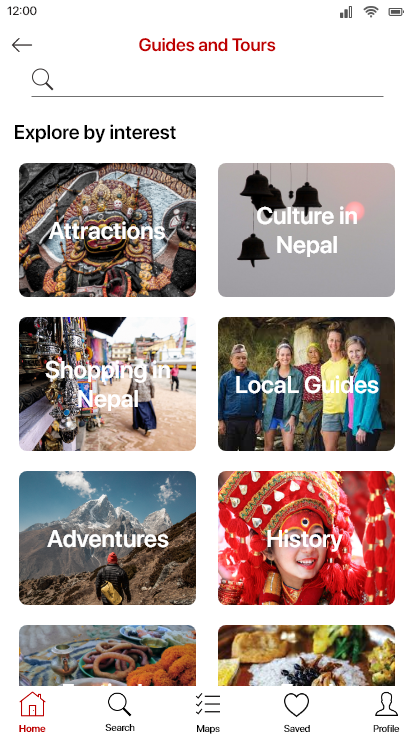 12:00
Guides and Tours
Explore by interest
Attractions
Culture in
Nepal
Shopping in
Nepal
LocaL Guides
Adventures
History
Home
Search
Maps
Saved
Profile